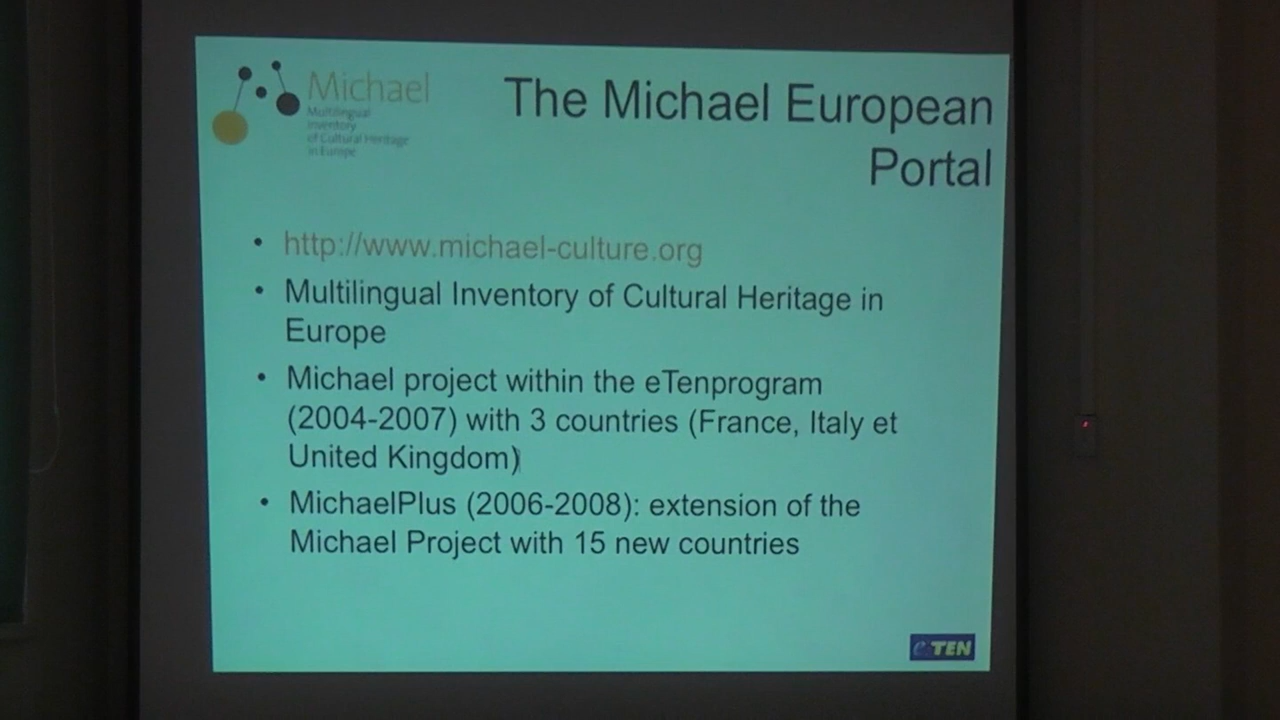 Michael
Multilingual
Inventory
of Cultural Heritage
in Europe
The Michael European
Portal
• http://www.michael-culture.org
• Multilingual Inventory of Cultural Heritage in
Europe
• Michael project within the eTenprogram
(2004-2007) with 3 countries (France, Italy et
United Kingdom)
• MichaelPlus (2006-2008): extension of the
Michael Project with 15 new countries
e TEN